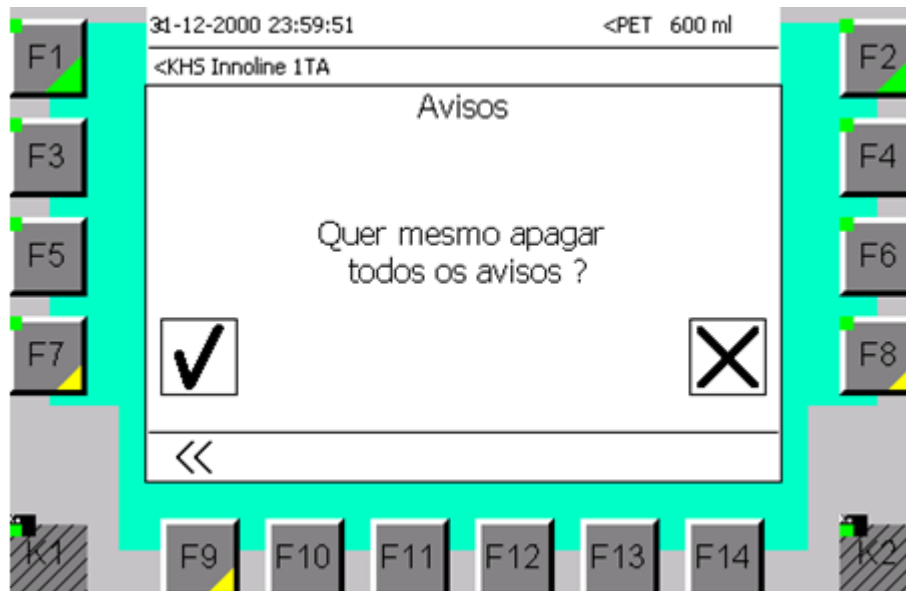 31-12-2000 23:59:51 <PET 600 ml
<KHS Innoline 1TA
Avisos
Quer mesmo apagar
todos os avisos ?
<<
F1
F2
F3
F4
F5
F6
F7
F8
K1
F9
F10
F11
F12
F13
F14
K2